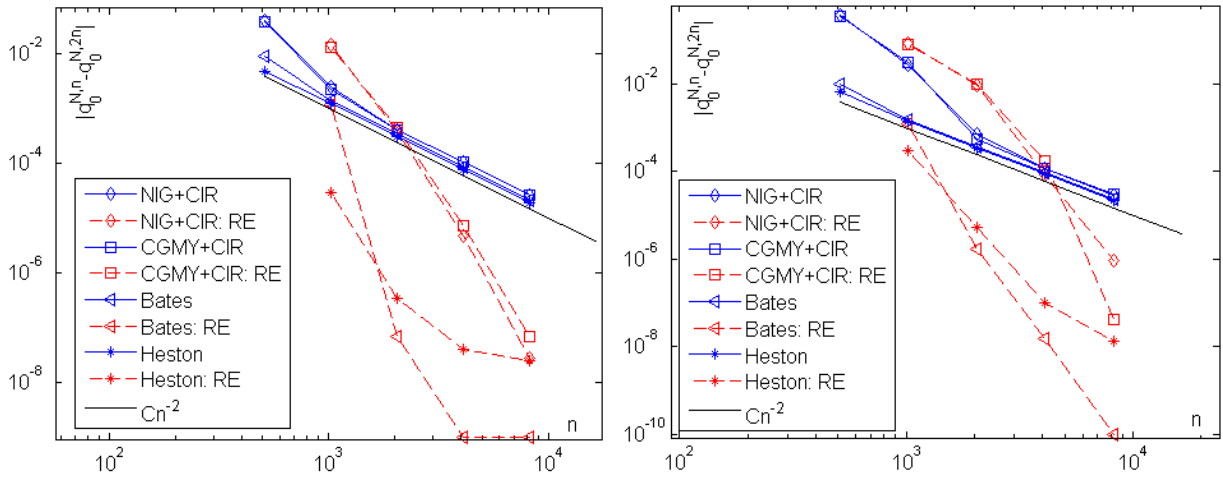 |q_0^{N,n}-q_0^{N,2n}|
10^{-2}
10^{-4}
10^{-6}
10^{-8}
NIG+CIR
NIG+CIR: RE
CGMY+CIR
CGMY+CIR: RE
Bates
Bates: RE
Heston
Heston: RE
Cn^{-2}
n
10^2
10^3
10^4
|q_0^{N,n}-q_0^{N,2n}|
10^{-2}
10^{-4}
10^{-6}
10^{-8}
10^{-10}
NIG+CIR
NIG+CIR: RE
CGMY+CIR
CGMY+CIR: RE
Bates
Bates: RE
Heston
Heston: RE
Cn^{-2}
n
10^2
10^3
10^4